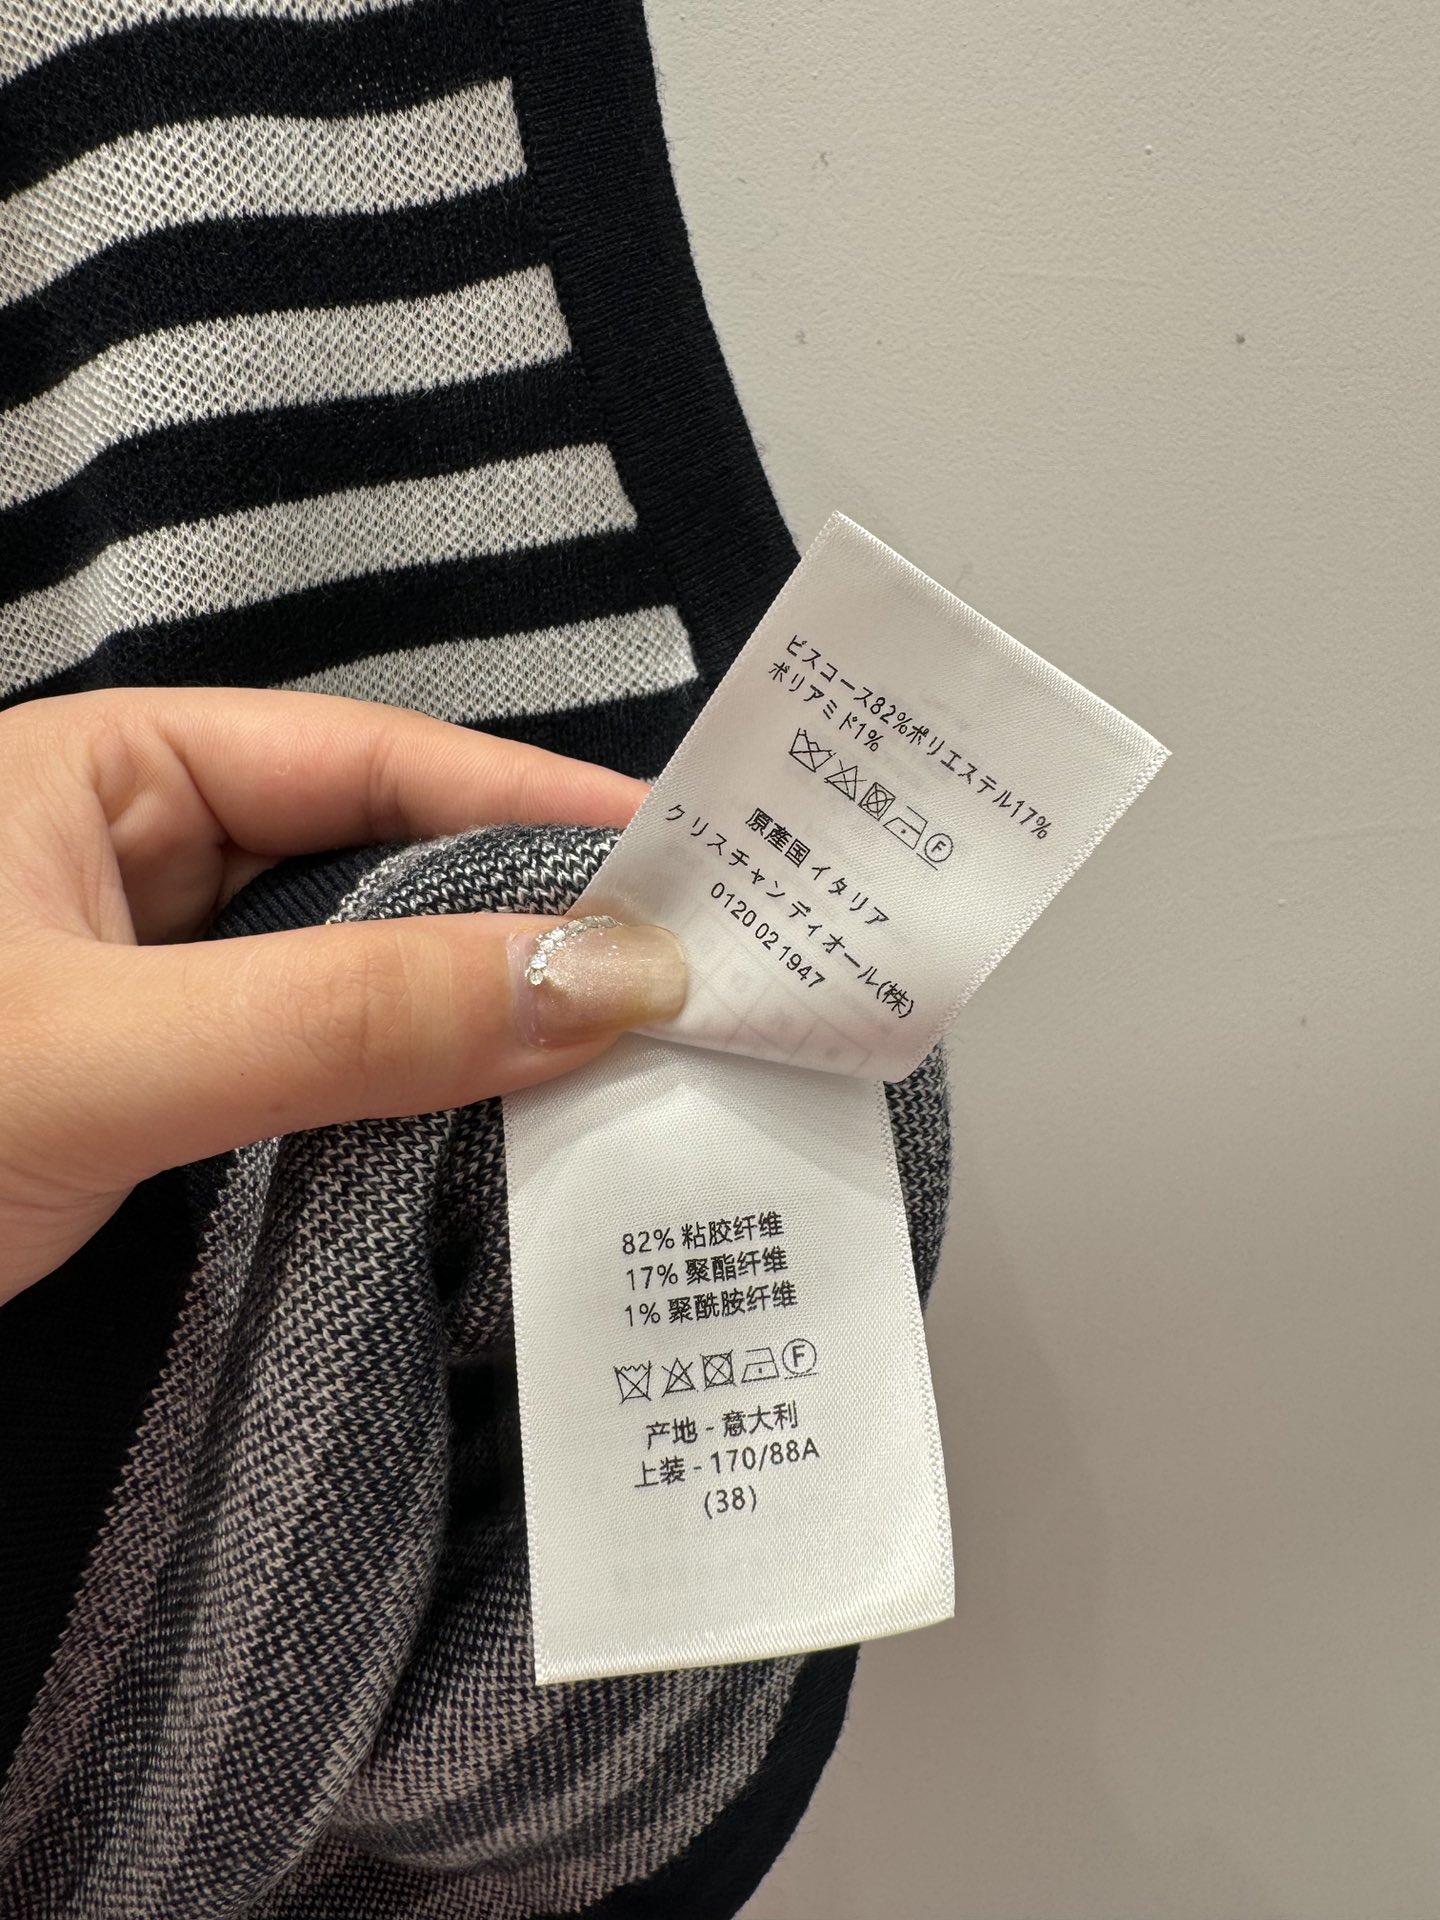 ビスコース82%ポリエステル17%
ポリアミド1%
F
原産国 イタリア
クリスチャン ディオール(株)
0120 02 1947
82% 粘胶纤维
17% 聚酯纤维
1% 聚酰胺纤维
F
产地 - 意大利
上装 - 170/88A
(38)